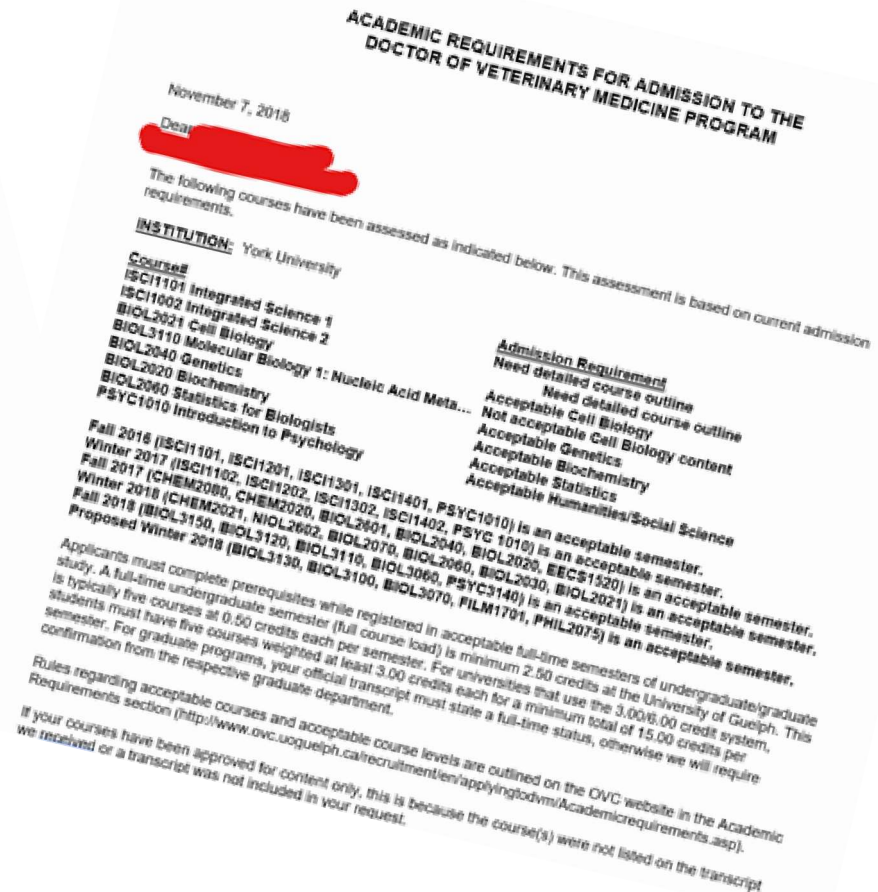 ACADEMIC REQUIREMENTS FOR ADMISSION TO THE
DOCTOR OF VETERINARY MEDICINE PROGRAM
November 7, 2018
Dear
The following courses have been assessed as indicated below. This assessment is based on current admission
requirements.
INSTITUTION: York University
Course# Admission Requirement
ISCI1101 Integrated Science 1 Need detailed course outline
ISCI1002 Integrated Science 2 Need detailed course outline
BIOL2021 Cell Biology Acceptable Cell Biology
BIOL3110 Molecular Biology 1: Nucleic Acid Meta... Not acceptable Cell Biology content
BIOL2040 Genetics Acceptable Genetics
BIOL2020 Biochemistry Acceptable Biochemistry
BIOL2060 Statistics for Biologists Acceptable Statistics
PSYC1010 Introduction to Psychology Acceptable Humanities/Social Science
Fall 2016 (ISCI1101, ISCI1201, ISCI1301, ISCI1401, PSYC1010) is an acceptable semester.
Winter 2017 (ISCI1102, ISCI1202, ISCI1302, ISCI1402, PSYC 1010) is an acceptable semester.
Fall 2017 (CHEM2080, CHEM2020, BIOL2601, BIOL2040, BIOL2020, EECS1520) is an acceptable semester.
Winter 2018 (CHEM2021, NIOL2602, BIOL2070, BIOL2060, BIOL2030, BIOL2021) is an acceptable semester.
Fall 2018 (BIOL3150, BIOL3120, BIOL3110, BIOL3060, PSYC3140) is an acceptable semester.
Proposed Winter 2018 (BIOL3130, BIOL3100, BIOL3070, FILM1701, PHIL2075) is an acceptable semester.
Applicants must complete prerequisites while registered in acceptable full-time semesters of undergraduate/graduate
study. A full-time undergraduate semester (full course load) is minimum 2.50 credits at the University of Guelph. This
is typically five courses at 0.50 credits each per semester. For universities that use the 3.00/6.00 credit system,
students must have five courses weighted at least 3.00 credits each for a minimum total of 15.00 credits per
semester. For graduate programs, your official transcript must state a full-time status, otherwise we will require
confirmation from the respective graduate department.
Rules regarding acceptable courses and acceptable course levels are outlined on the OVC website in the Academic
Requirements section (http://www.ovc.uoguelph.ca/recruitment/en/applyingtodvm/Academicrequirements.asp).
If your courses have been approved for content only, this is because the course(s) were not listed on the transcript
we received or a transcript was not included in your request.